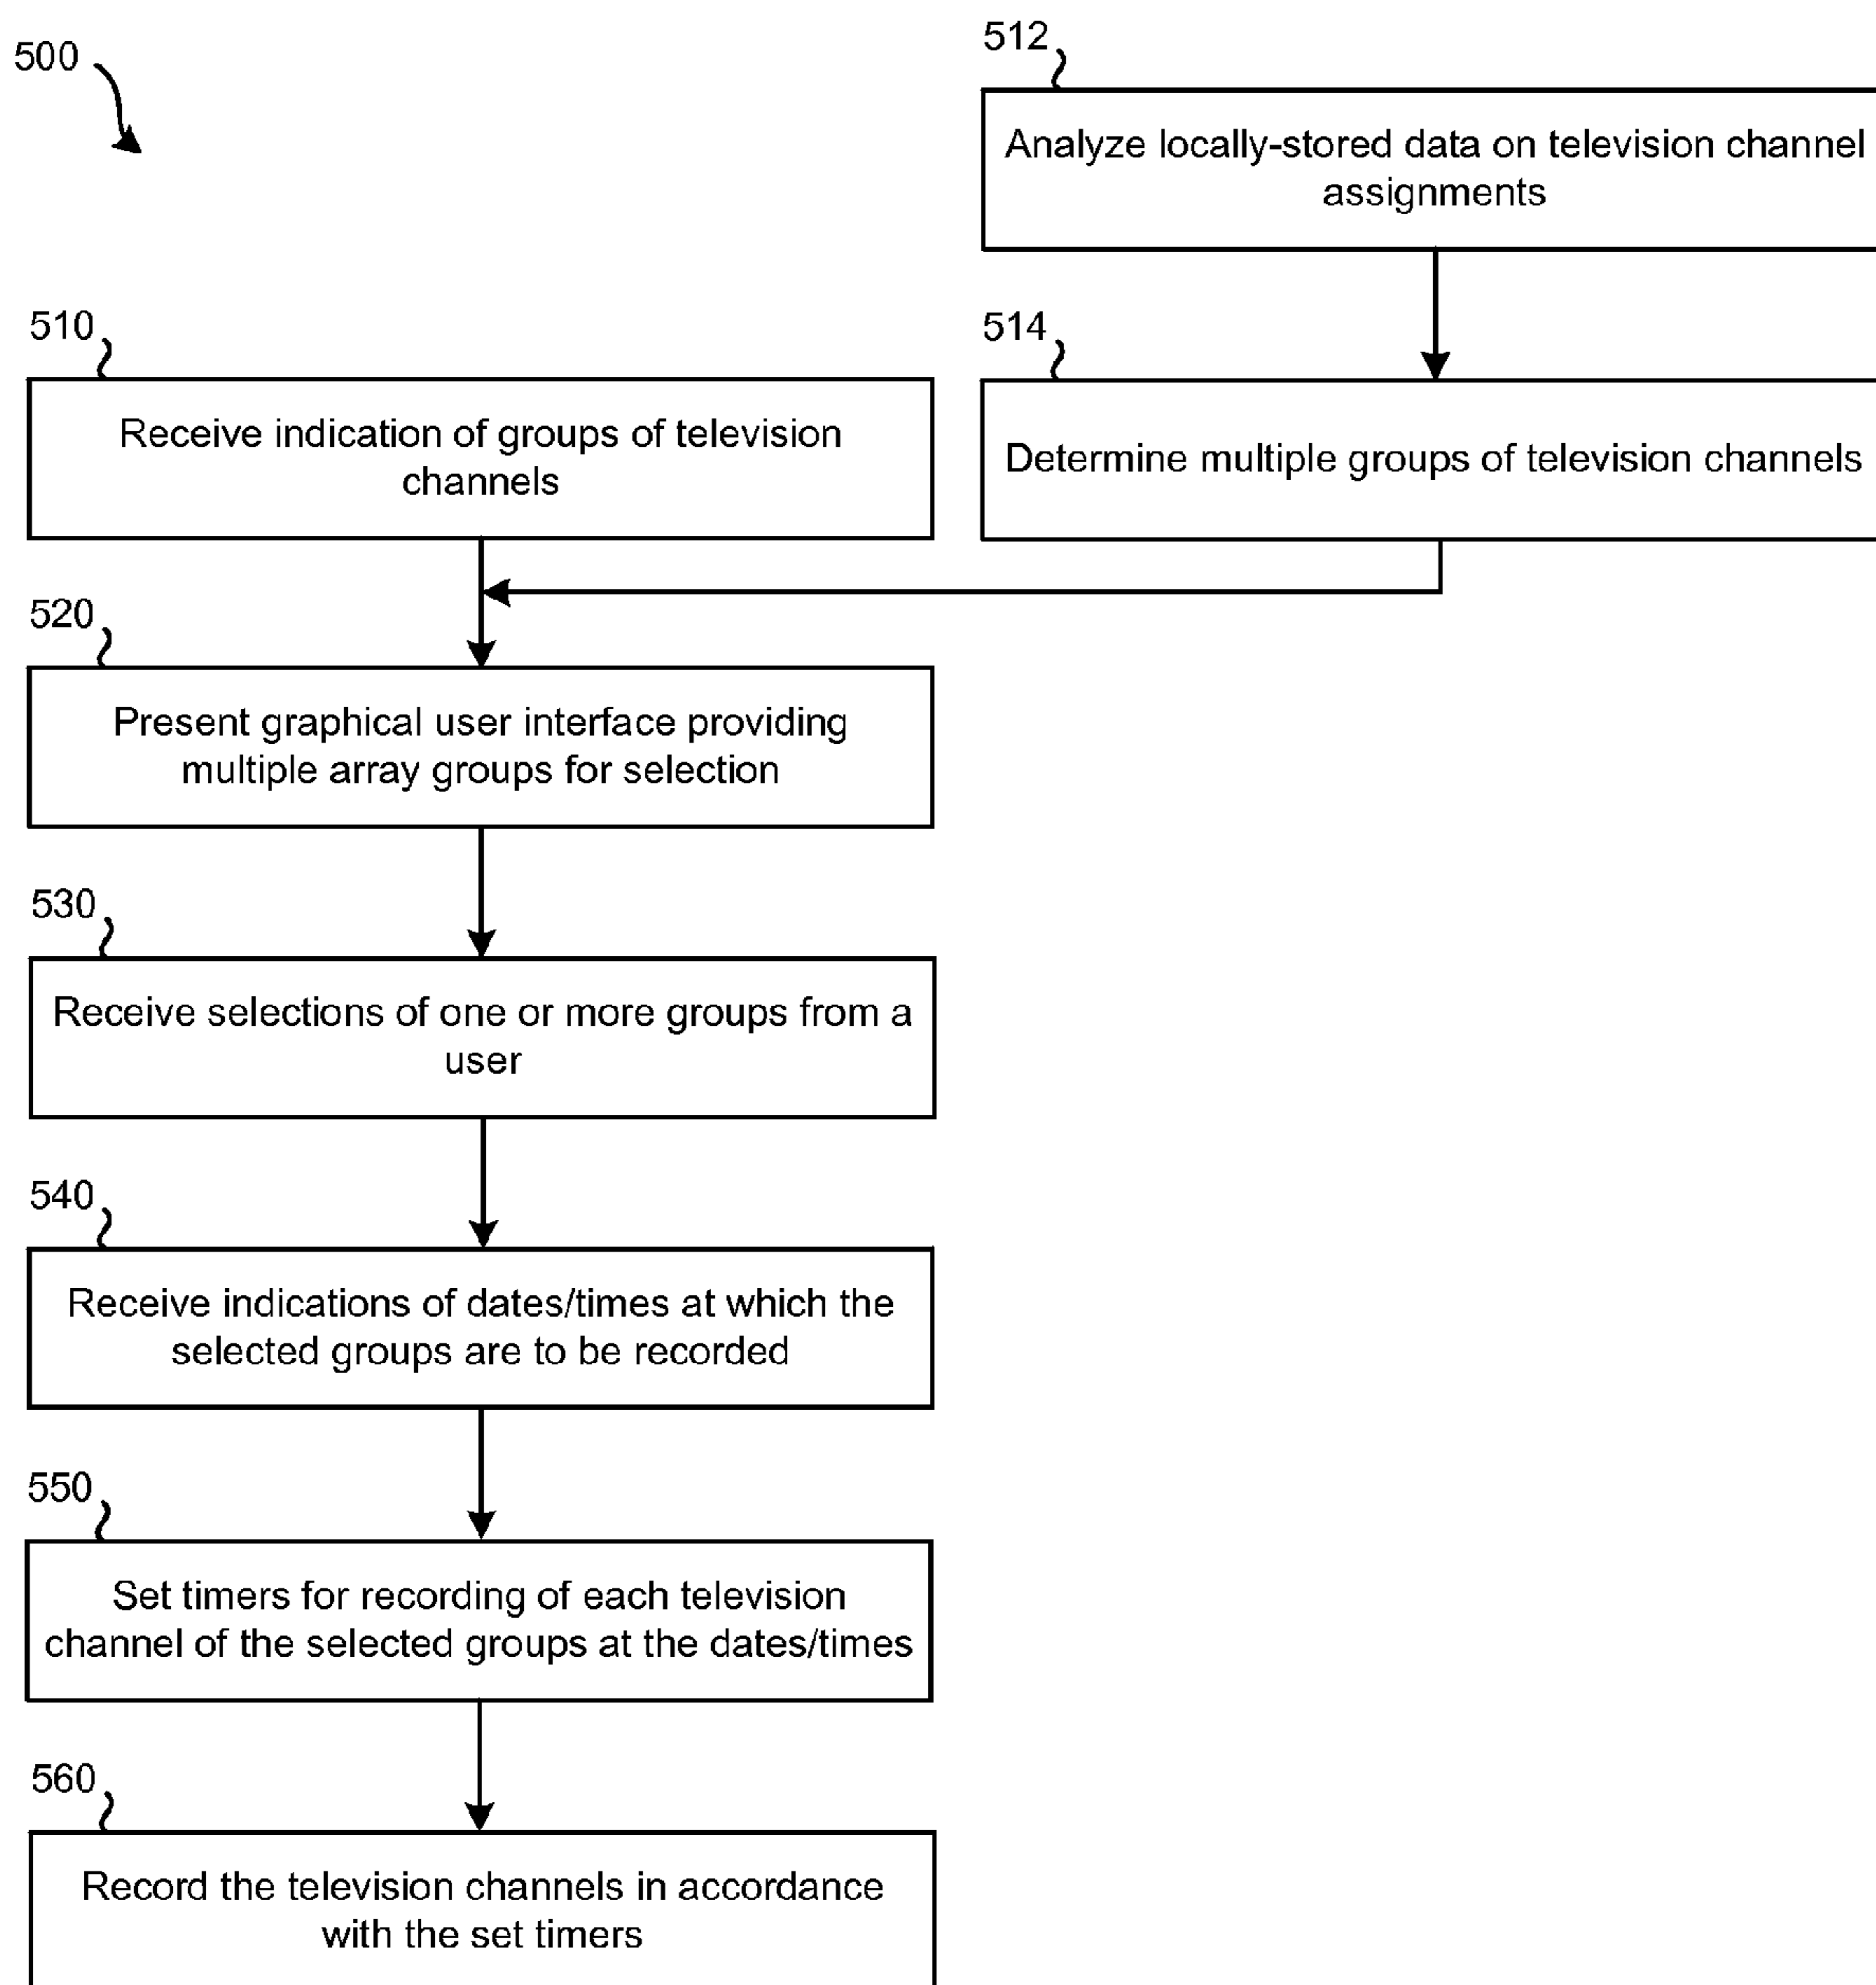 500
512
Analyze locally-stored data on television channel
assignments
510
Receive indication of groups of television
channels
514
Determine multiple groups of television channels
520
Present graphical user interface providing
multiple array groups for selection
530
Receive selections of one or more groups from a
user
540
Receive indications of dates/times at which the
selected groups are to be recorded
550
Set timers for recording of each television
channel of the selected groups at the dates/times
560
Record the television channels in accordance
with the set timers